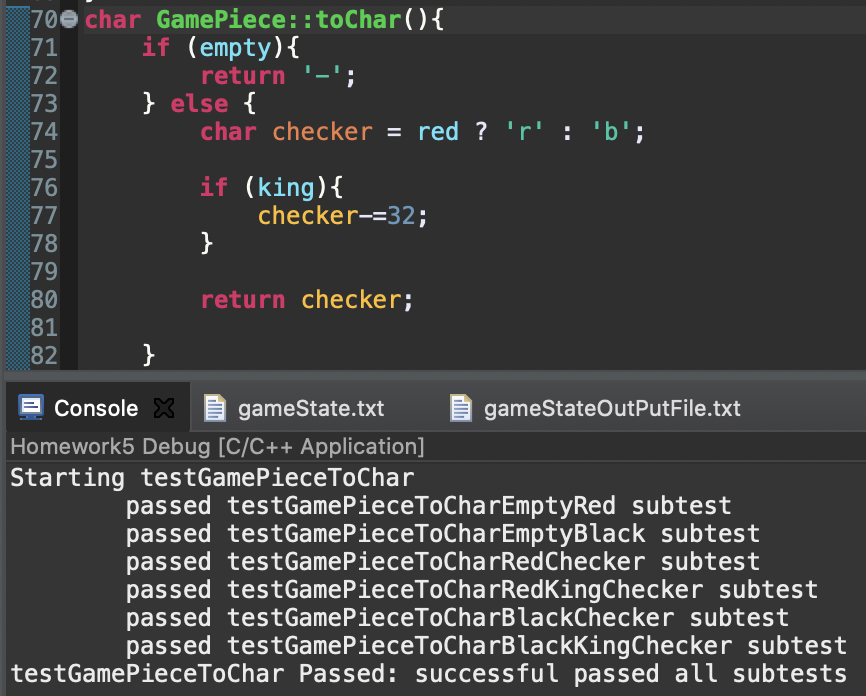 70 char GamePiece::toChar(){
71     if (empty){
72         return '-';
73     } else {
74         char checker = red ? 'r' : 'b';
75
76         if (king){
77             checker-=32;
78         }
79
80         return checker;
81
82     }
Console gameState.txt gameStateOutPutFile.txt
Homework5 Debug [C/C++ Application]
Starting testGamePieceToChar
        passed testGamePieceToCharEmptyRed subtest
        passed testGamePieceToCharEmptyBlack subtest
        passed testGamePieceToCharRedChecker subtest
        passed testGamePieceToCharRedKingChecker subtest
        passed testGamePieceToCharBlackChecker subtest
        passed testGamePieceToCharBlackKingChecker subtest
testGamePieceToChar Passed: successful passed all subtests